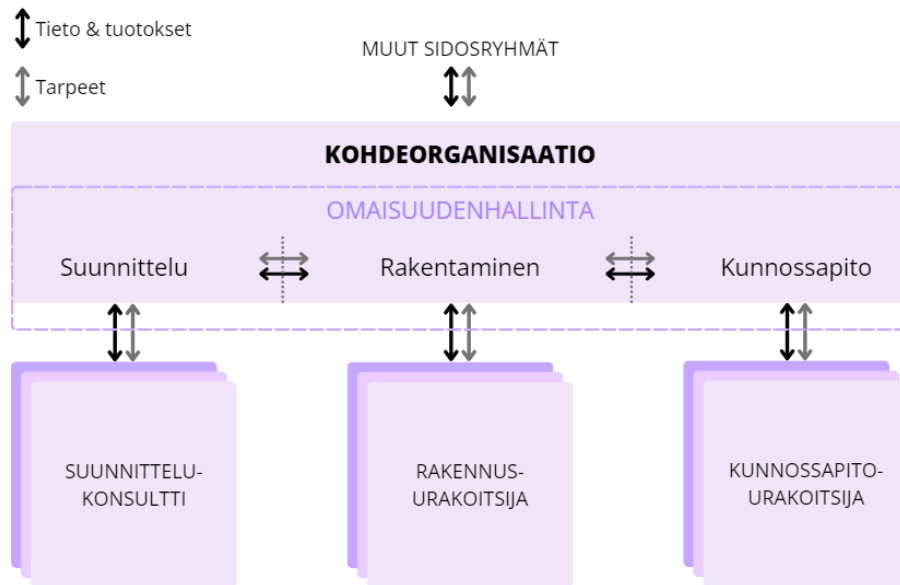 Tieto & tuotokset
Tarpeet
MUUT SIDOSRYHMÄT
KOHDEORGANISAATIO
OMAISUUDENHALLINTA
Suunnittelu
Rakentaminen
Kunnossapito
SUUNNITTELU-
KONSULTTI
RAKENNUS-
URAKOITSIJA
KUNNOSSAPITO-
URAKOITSIJA